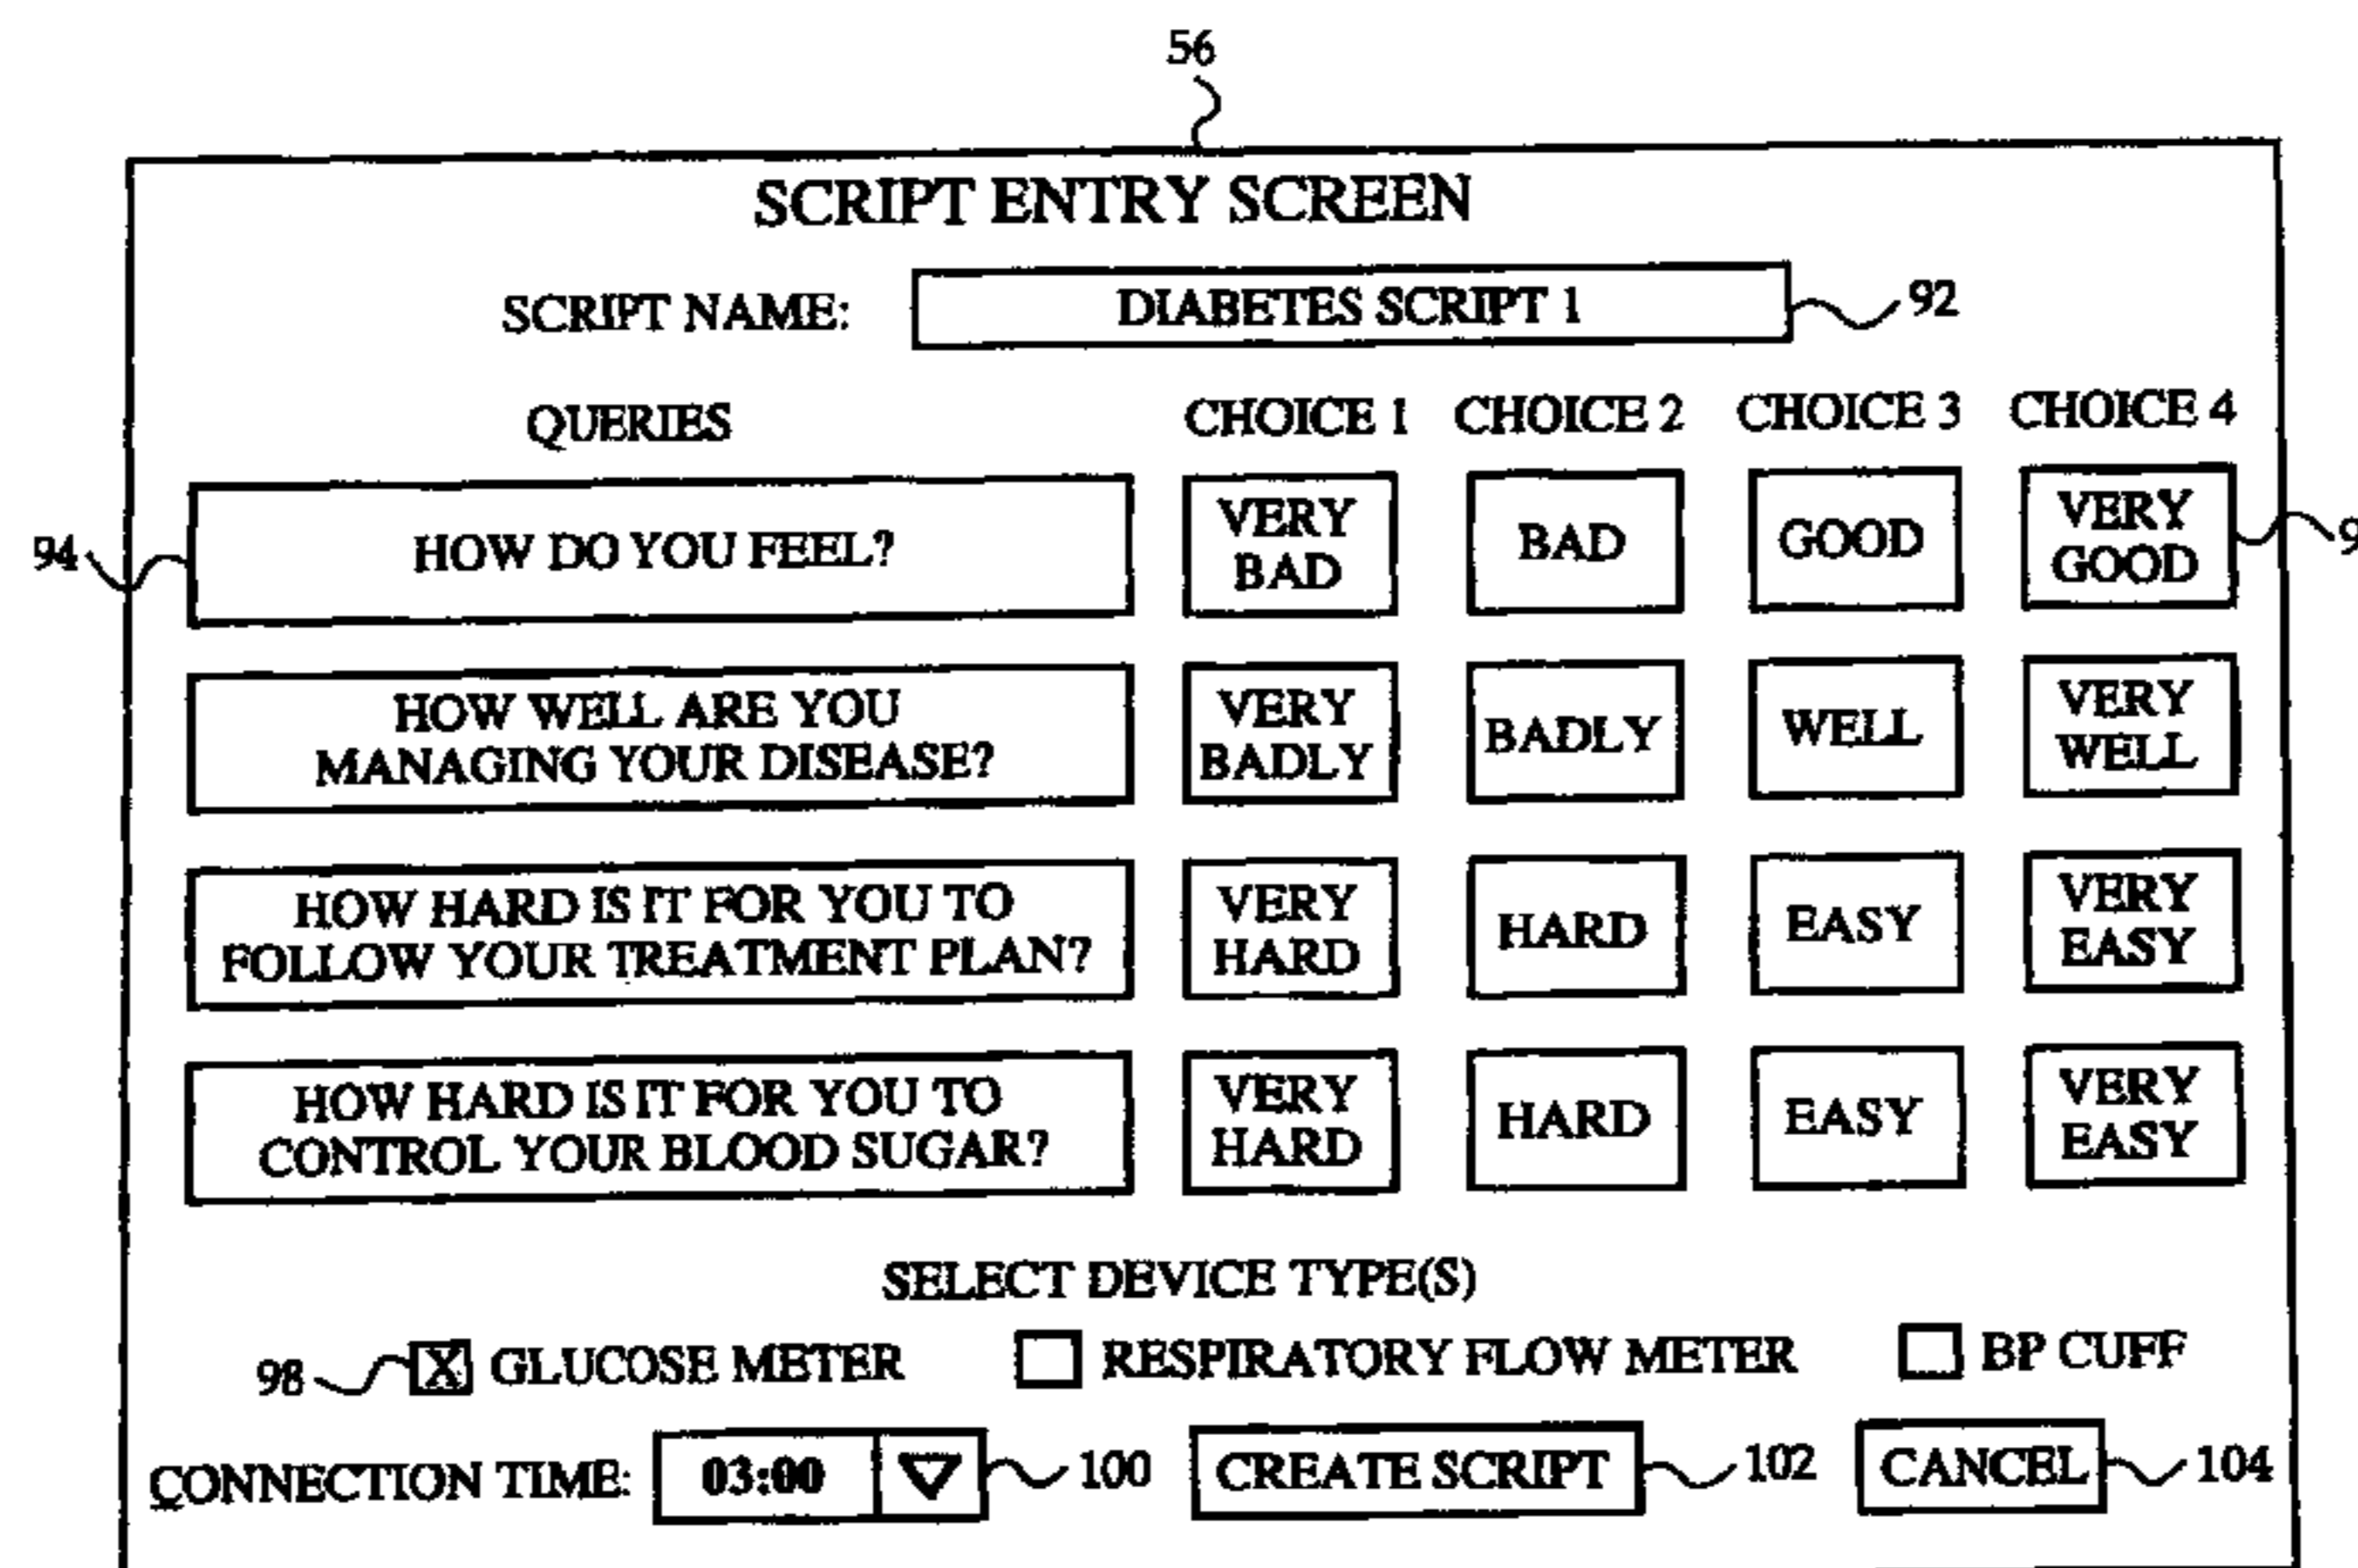 56
SCRIPT ENTRY SCREEN
SCRIPT NAME: DIABETES SCRIPT 1 92
QUERIES CHOICE 1 CHOICE 2 CHOICE 3 CHOICE 4
94 HOW DO YOU FEEL? VERY BAD BAD GOOD VERY GOOD
HOW WELL ARE YOU
MANAGING YOUR DISEASE? VERY BADLY BADLY WELL VERY WELL
HOW HARD IS IT FOR YOU TO
FOLLOW YOUR TREATMENT PLAN? VERY HARD HARD EASY VERY EASY
HOW HARD IS IT FOR YOU TO
CONTROL YOUR BLOOD SUGAR? VERY HARD HARD EASY VERY EASY
SELECT DEVICE TYPE(S)
98 X GLUCOSE METER RESPIRATORY FLOW METER BP CUFF
CONNECTION TIME: 03:00 100 CREATE SCRIPT 102 CANCEL 104